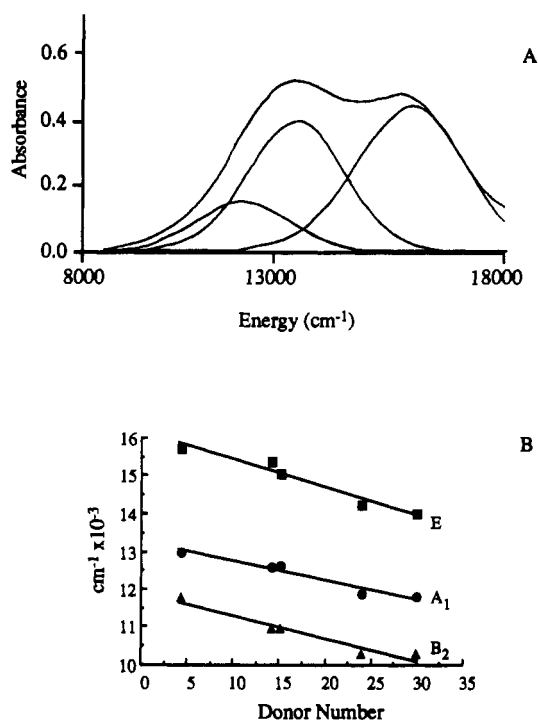 A
0.6
0.4
0.2
0.0
Absorbance
8000 13000 18000
Energy (cm-1)
B
16
15
14
13
12
11
10
cm-1 x10-3
E
A1
B2
0 5 10 15 20 25 30 35
Donor Number